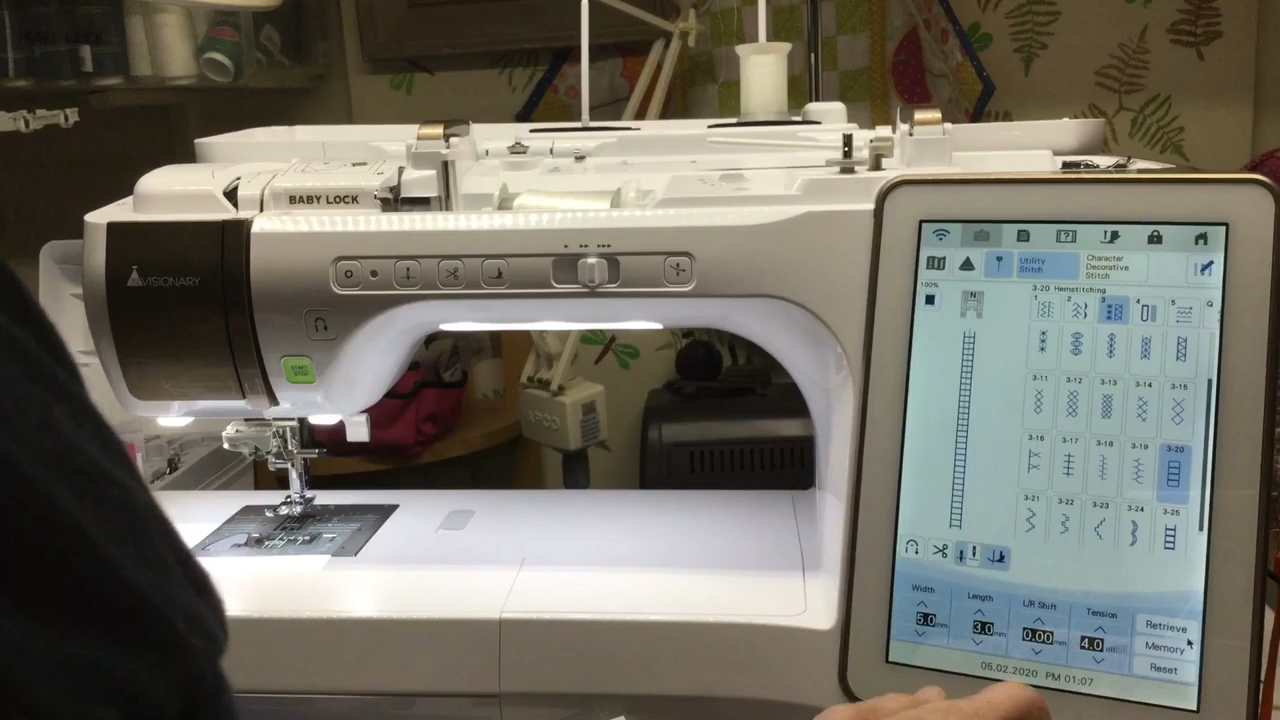 BABY LOCK
VISIONARY
START
STOP
Utility
Stitch
Character
Decorative
Stitch
100%
3-20 Hemstitching
N
1 2 3 4 5
3-11 3-12 3-13 3-14 3-15
3-16 3-17 3-18 3-19 3-20
3-21 3-22 3-23 3-24 3-25
Width Length L/R Shift Tension
5.0mm 3.0mm 0.00mm 4.0
Retrieve
Memory
Reset
05.02.2020 PM 01:07